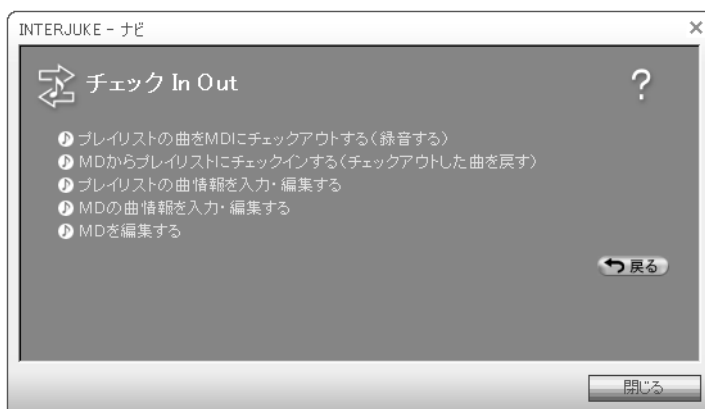 INTERJUKE - ナビ
チェック In Out
?
プレイリストの曲をMDにチェックアウトする(録音する)
MDからプレイリストにチェックインする(チェックアウトした曲を戻す)
プレイリストの曲情報を入力・編集する
MDの曲情報を入力・編集する
MDを編集する
戻る
閉じる